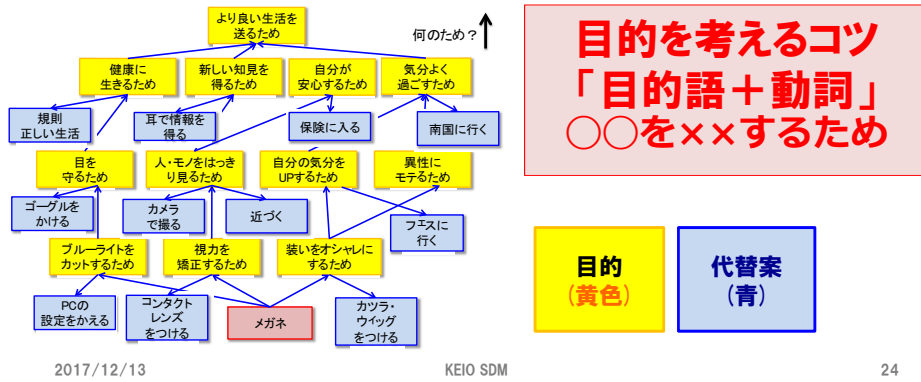 より良い生活を
送るため
何のため？
健康に
生きるため
新しい知見を
得るため
自分が
安心するため
気分よく
過ごすため
規則
正しい生活
耳で情報を
得る
保険に入る
南国に行く
目を
守るため
人・モノをはっき
り見るため
自分の気分を
UPするため
異性に
モテるため
ゴーグルを
かける
カメラ
で撮る
近づく
フェスに
行く
ブルーライトを
カットするため
視力を
矯正するため
装いをオシャレに
するため
PCの
設定をかえる
コンタクト
レンズ
をつける
メガネ
カツラ・
ウイッグ
をつける
目的を考えるコツ
「目的語＋動詞」
○○を××するため
目的
(黄色)
代替案
(青)
2017/12/13
KEIO SDM
24